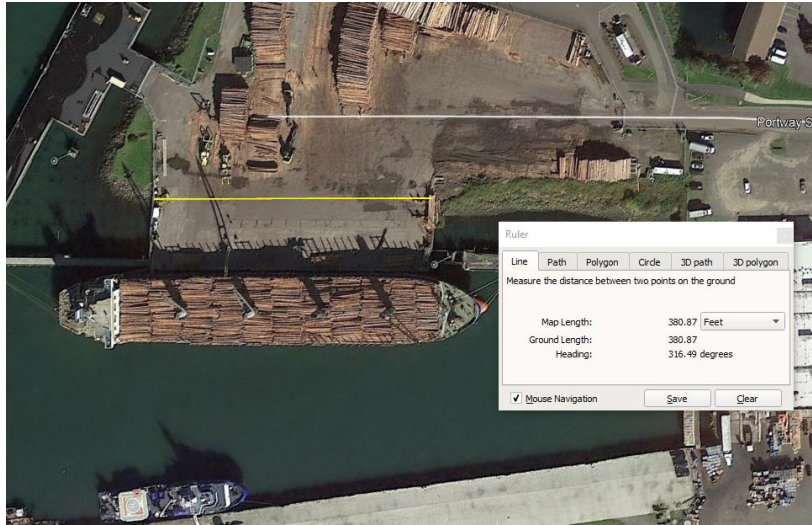 Portway S
Ruler
Line Path Polygon Circle 3D path 3D polygon
Measure the distance between two points on the ground
Map Length: 380.87 Feet
Ground Length: 380.87
Heading: 316.49 degrees
Mouse Navigation Save Clear